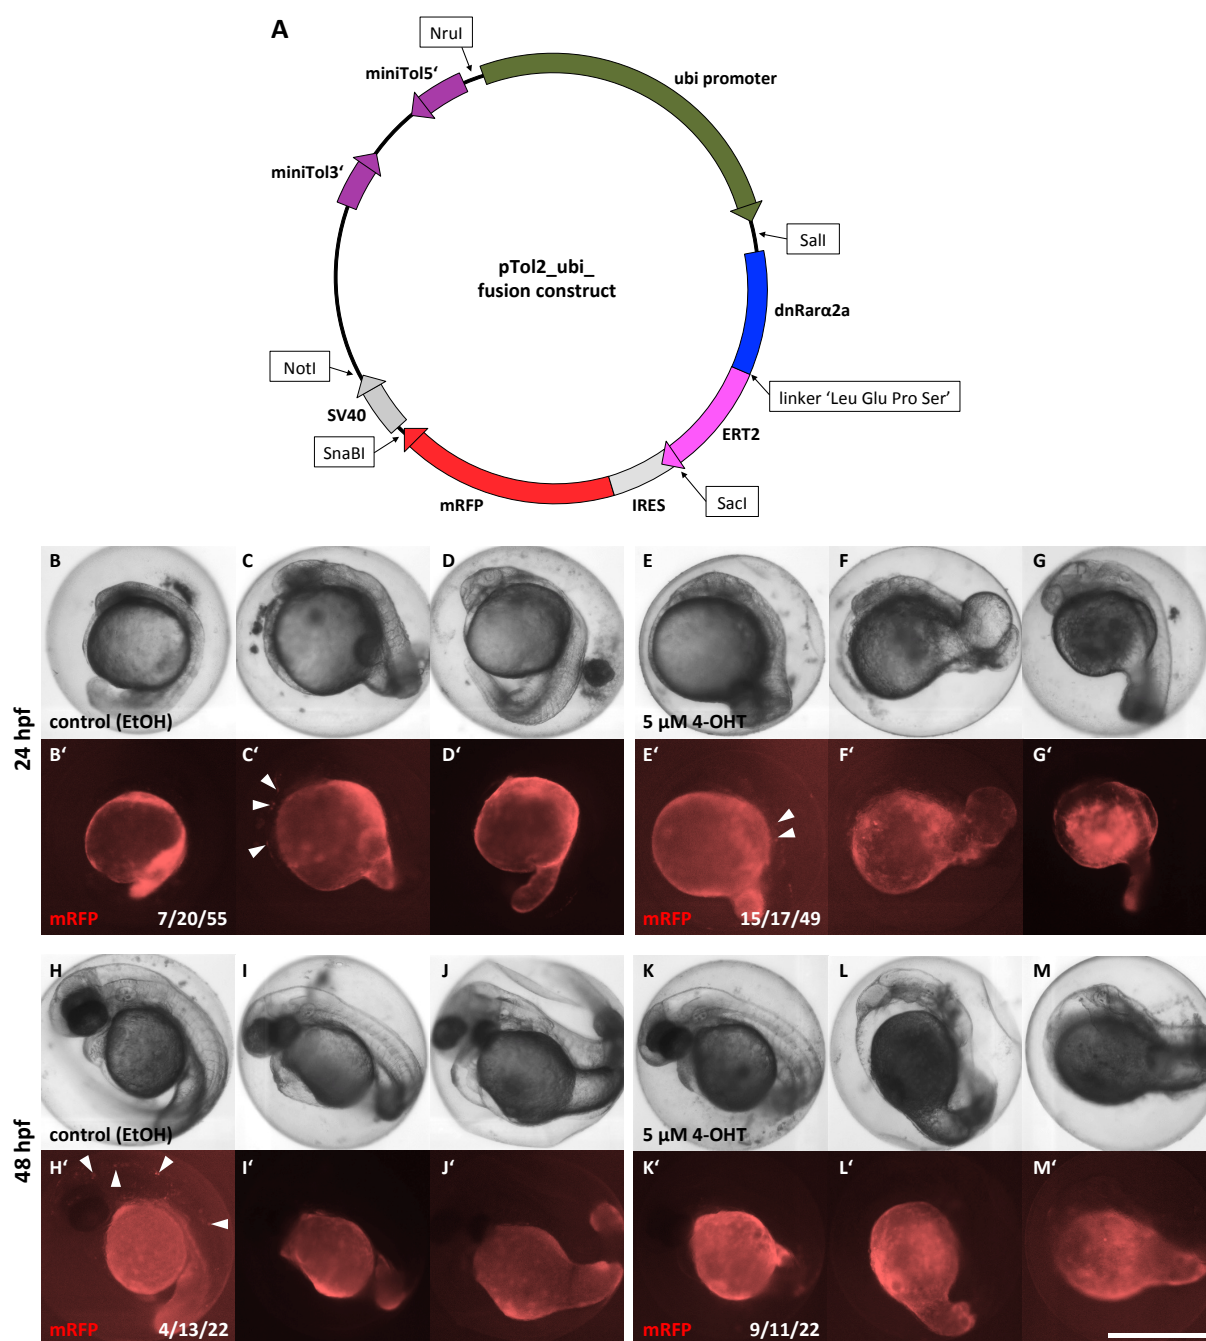 A
NruI
miniTol5‘
ubi promoter
miniTol3‘
SalI
pTol2_ubi_
fusion construct
dnRarα2a
NotI
linker ‘Leu Glu Pro Ser’
SV40
ERT2
SnaBI
mRFP
IRES
SacI
24 hpf
B
C
D
E
F
G
control (EtOH)
5 µM 4-OHT
B‘
C‘
D‘
E‘
F‘
G‘
mRFP
7/20/55
mRFP
15/17/49
48 hpf
H
I
J
K
L
M
control (EtOH)
5 µM 4-OHT
H‘
I‘
J‘
K‘
L‘
M‘
mRFP
4/13/22
mRFP
9/11/22